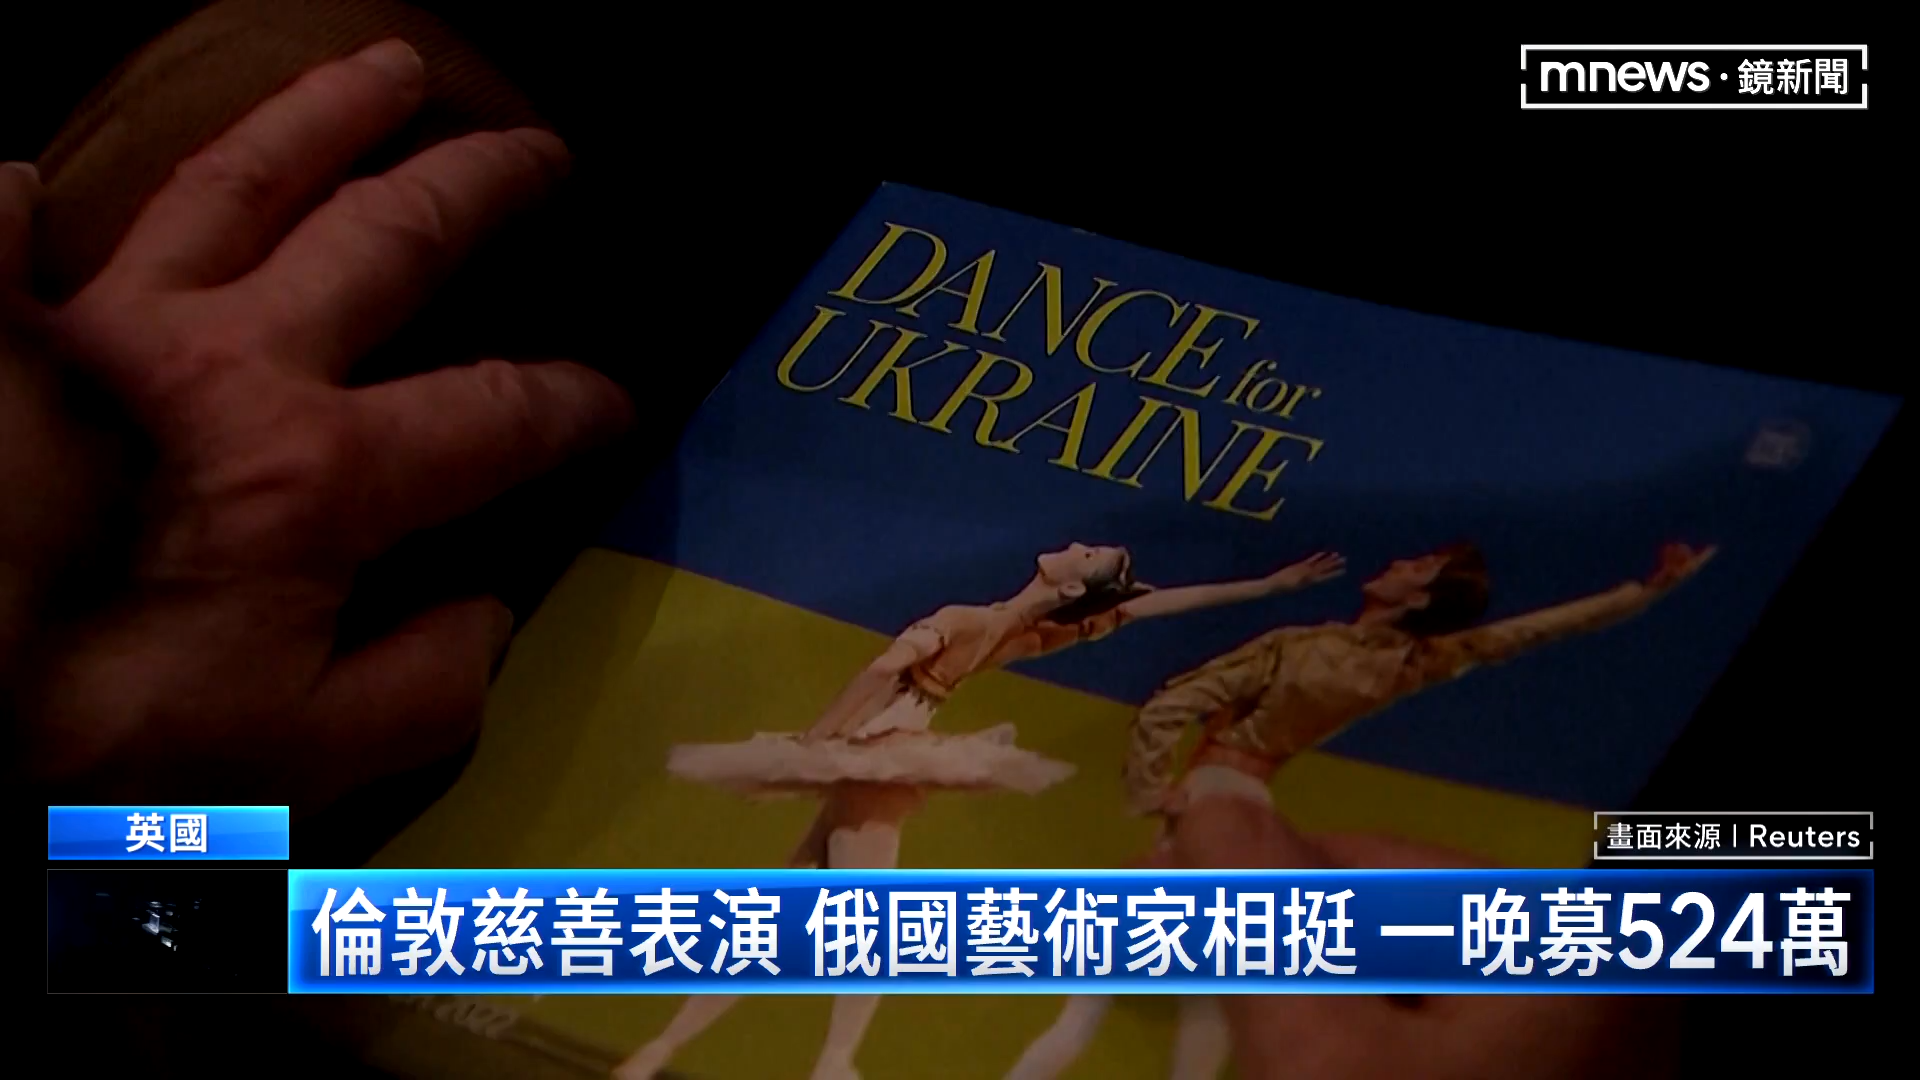 mnews·鏡新聞
DANCE for
UKRAINE
英國
畫面來源 | Reuters
倫敦慈善表演 俄國藝術家相挺 一晚募524萬
2022